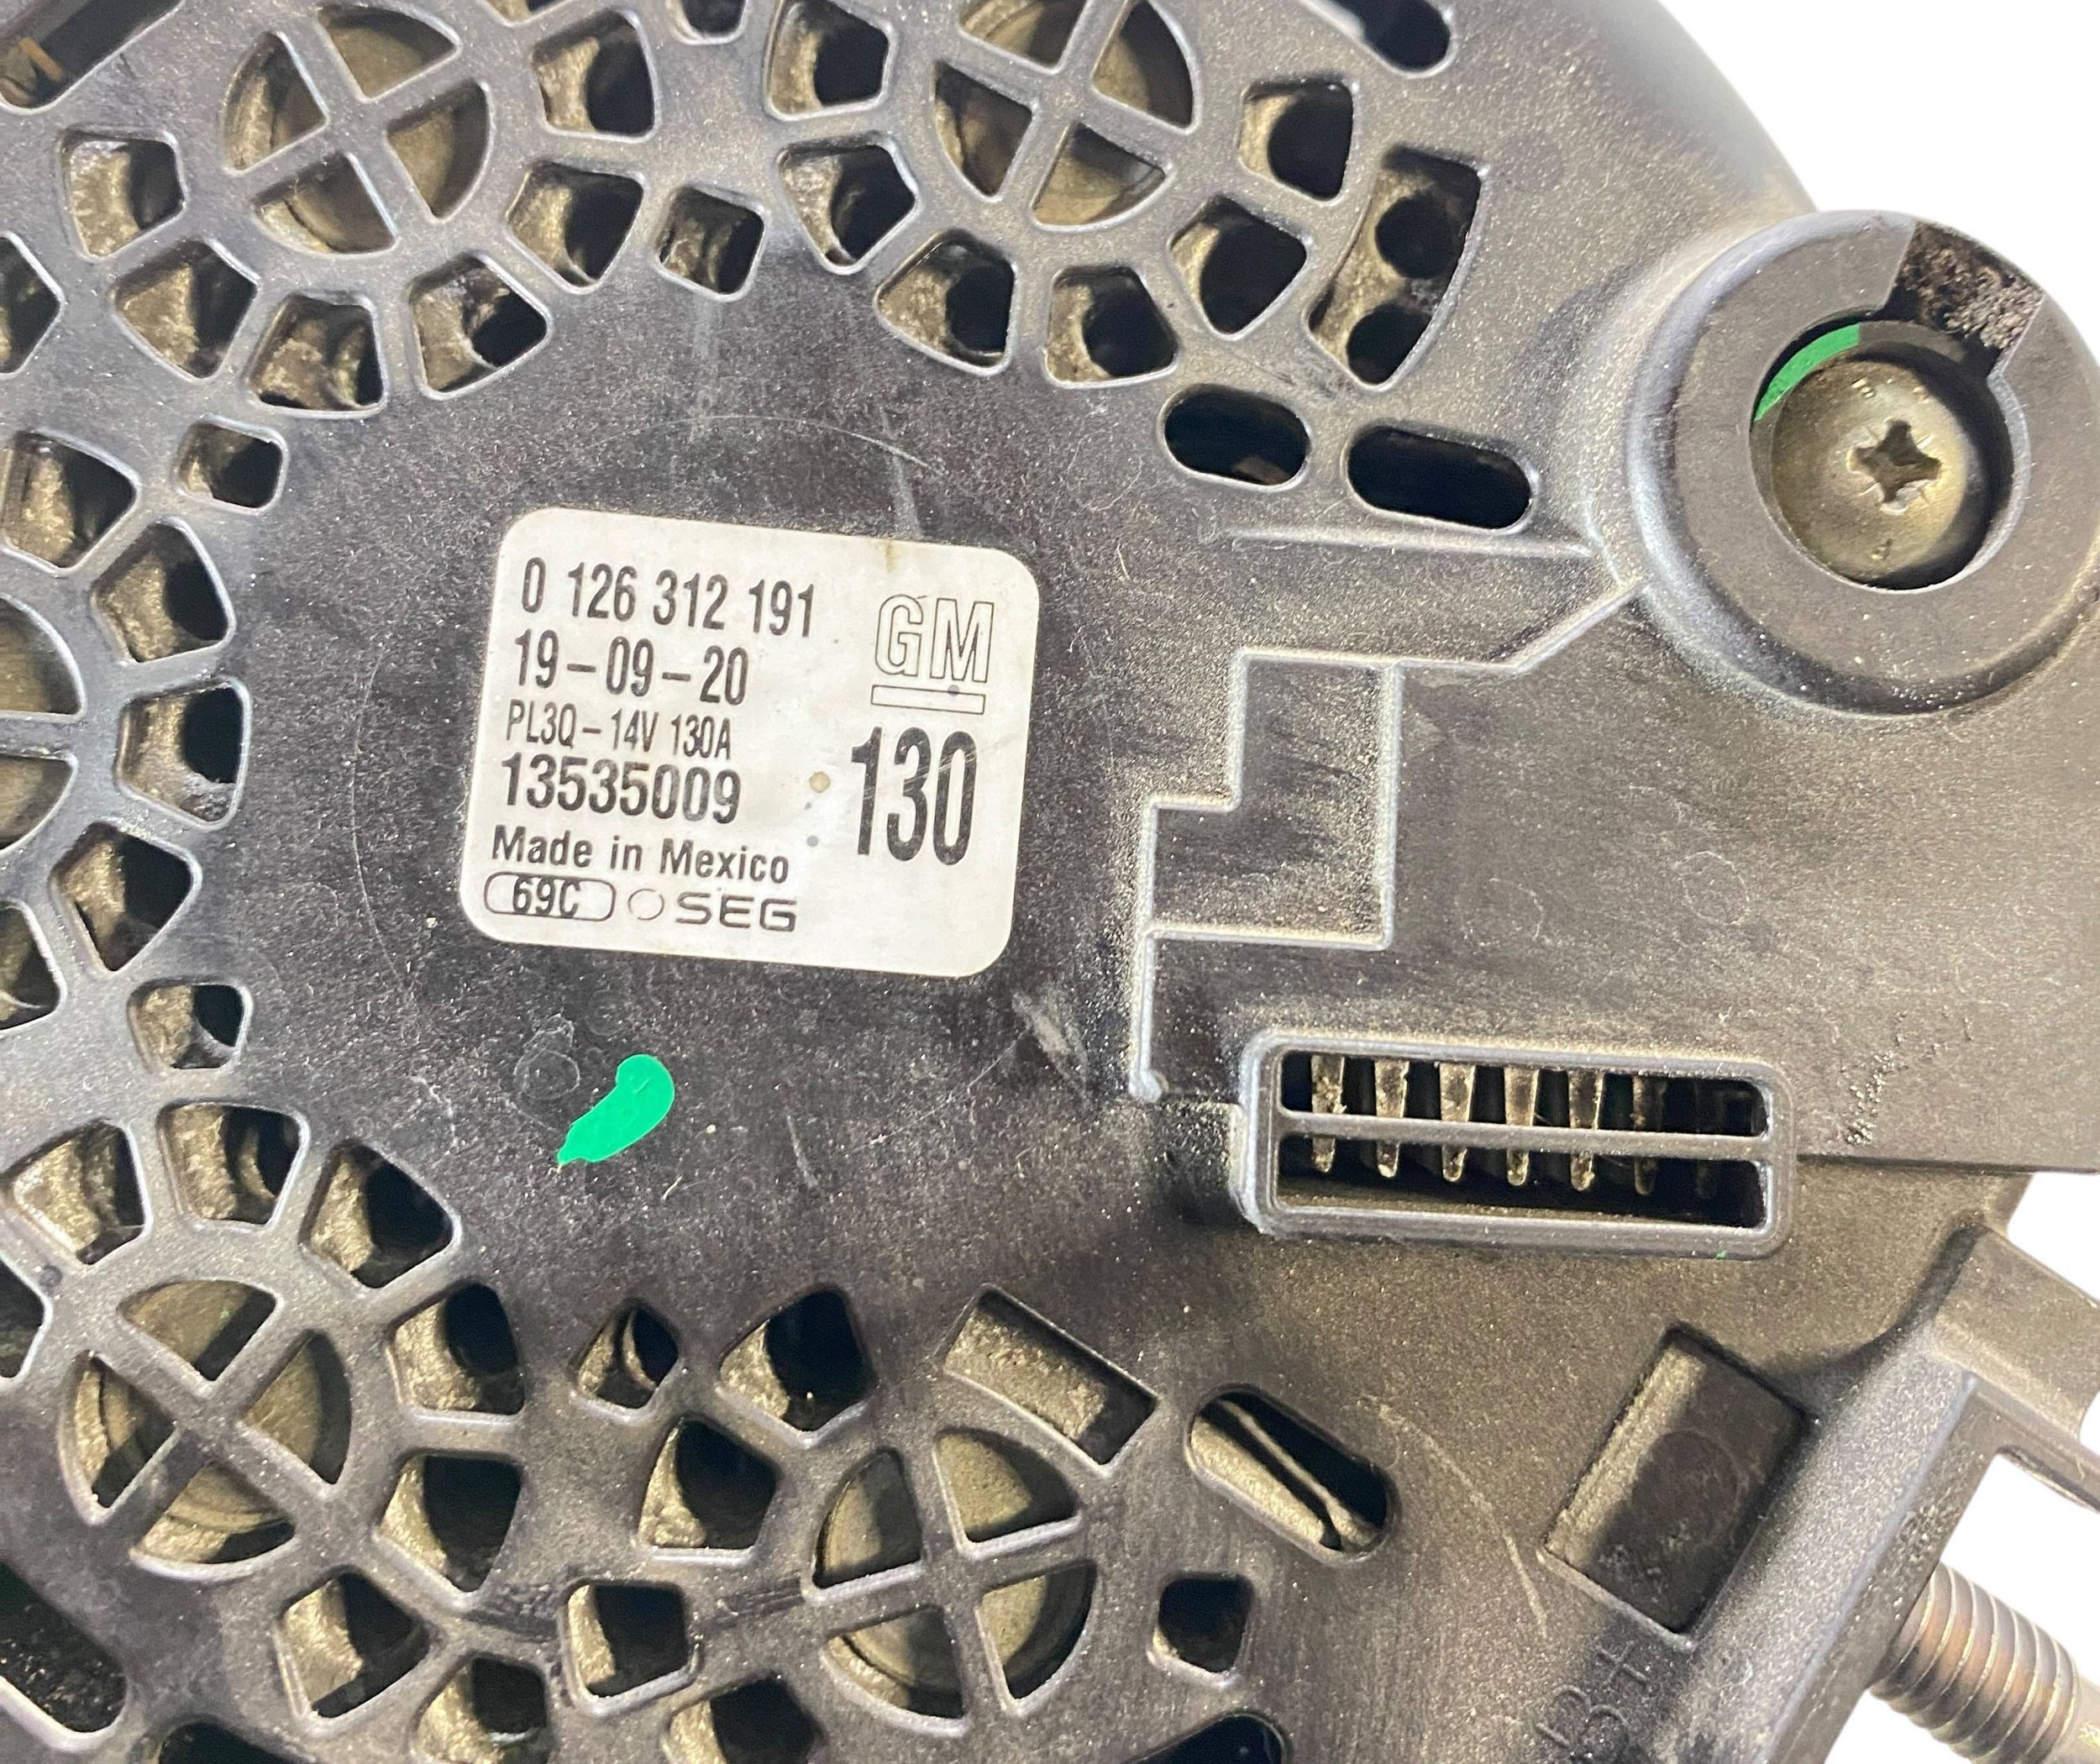 0 126 312 191
19-09-20
PL3Q-14V 130A
13535009
Made in Mexico
69C SEG
GM
130
B+